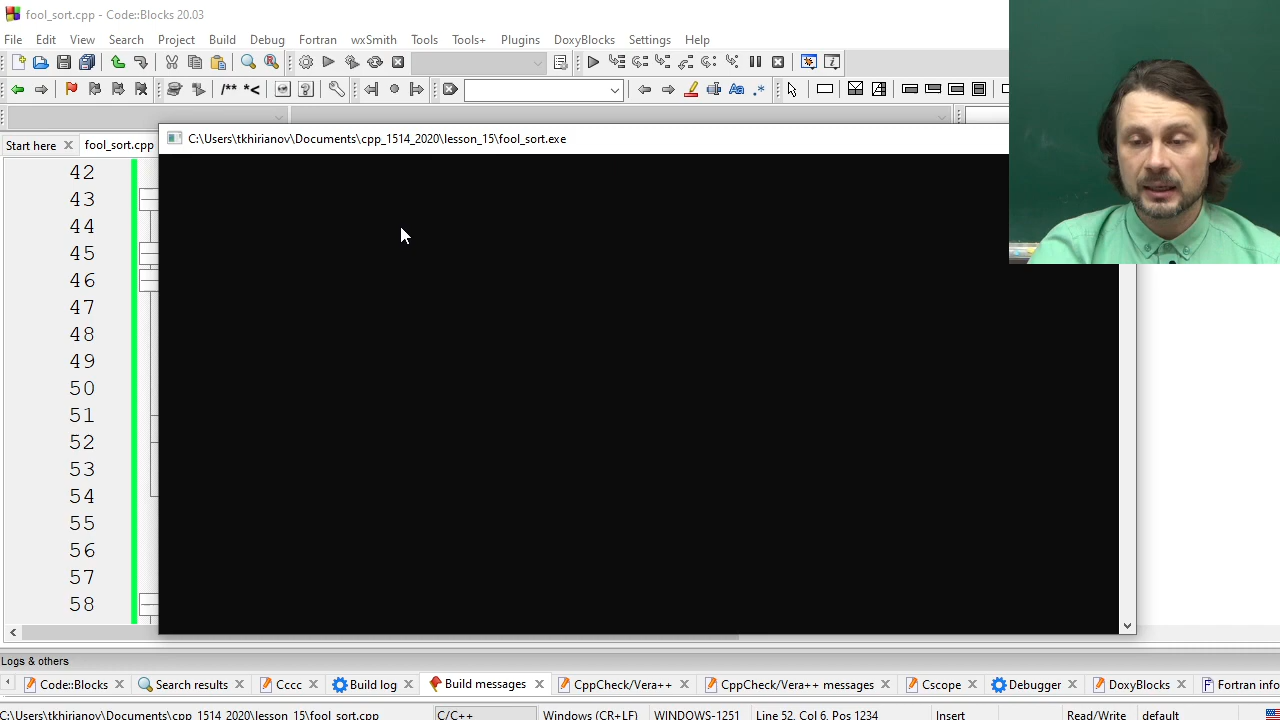 fool_sort.cpp - Code::Blocks 20.03
File Edit View Search Project Build Debug Fortran wxSmith Tools Tools+ Plugins DoxyBlocks Settings Help
/** *<
Start here
fool_sort.cpp
C:\Users\tkhirianov\Documents\cpp_1514_2020\lesson_15\fool_sort.exe
42
43
44
45
46
47
48
49
50
51
52
53
54
55
56
57
58
Logs & others
Code::Blocks Search results Cccc Build log Build messages CppCheck/Vera++ CppCheck/Vera++ messages Cscope Debugger DoxyBlocks Fortran info
C:\Users\tkhirianov\Documents\cpp_1514_2020\lesson_15\fool_sort.cpp C/C++ Windows (CR+LF) WINDOWS-1251 Line 52, Col 6, Pos 1234 Insert Read/Write default